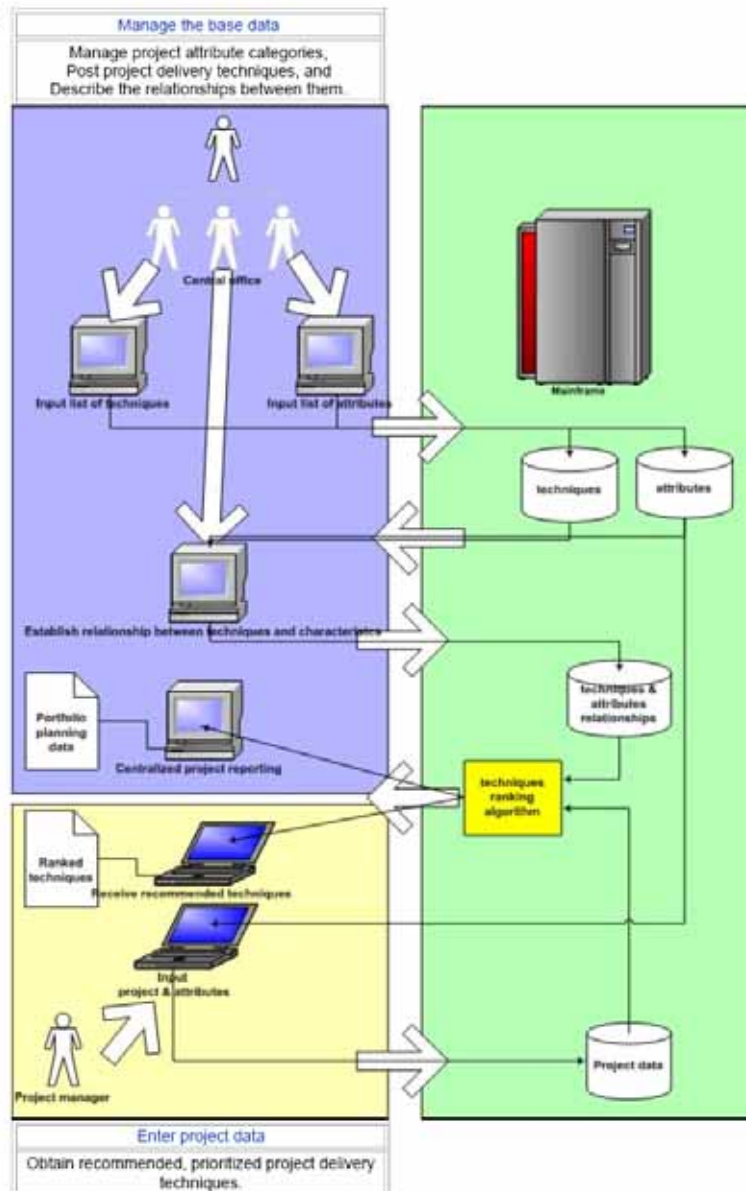 Manage the base data
Manage project attribute categories,
Post project delivery techniques, and
Describe the relationships between them.
Central office
Input list of techniques
Input list of attributes
Mainframe
techniques
attributes
Establish relationship between techniques and characteristics
techniques &
attributes
relationships
Portfolio
planning
data
Centralized project reporting
techniques
ranking
algorithm
Ranked
techniques
Receive recommended techniques
Input
project & attributes
Project manager
Project data
Enter project data
Obtain recommended, prioritized project delivery
techniques.